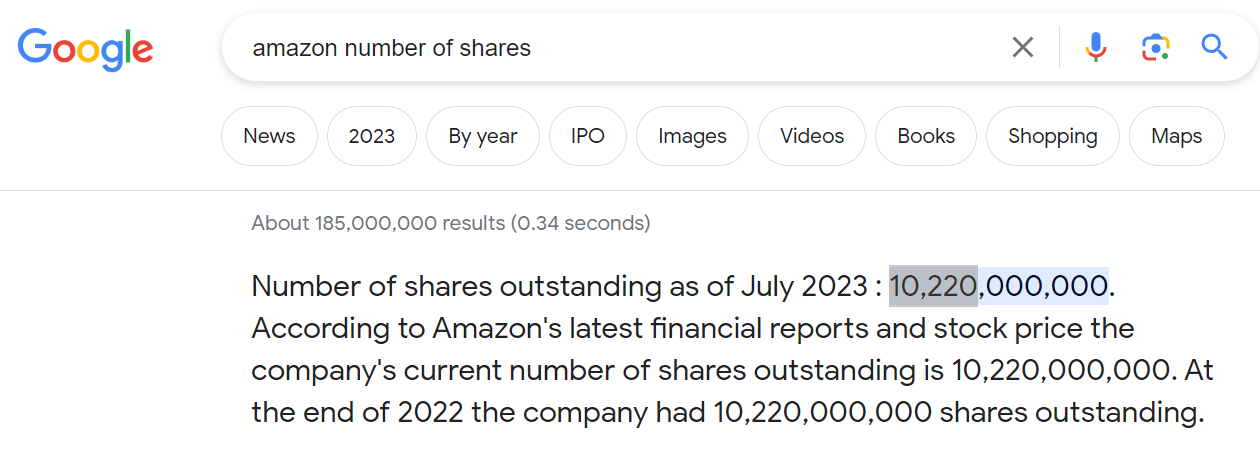 Google
amazon number of shares
News 2023 By year IPO Images Videos Books Shopping Maps
About 185,000,000 results (0.34 seconds)
Number of shares outstanding as of July 2023 : 10,220,000,000.
According to Amazon's latest financial reports and stock price the
company's current number of shares outstanding is 10,220,000,000. At
the end of 2022 the company had 10,220,000,000 shares outstanding.